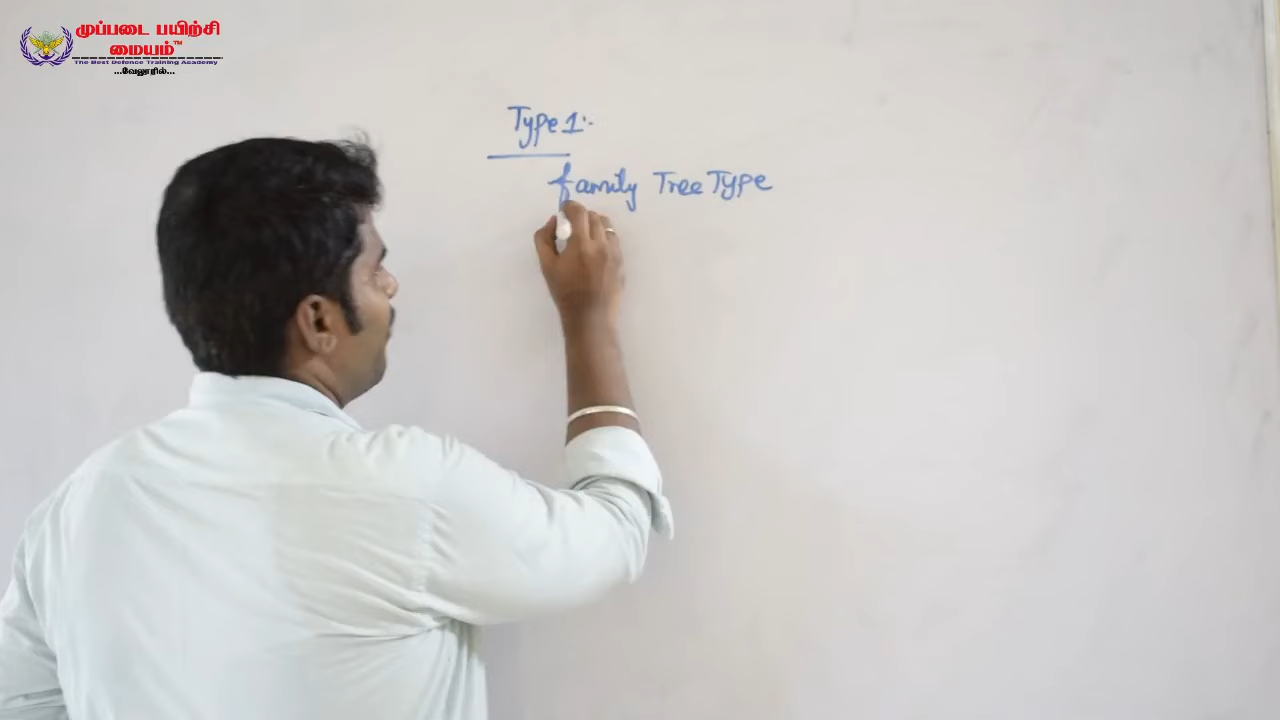 முப்படை பயிற்சி
மையம்™
The Best Defence Training Academy
...வேலூரில்...
Type 1:-
family Tree Type